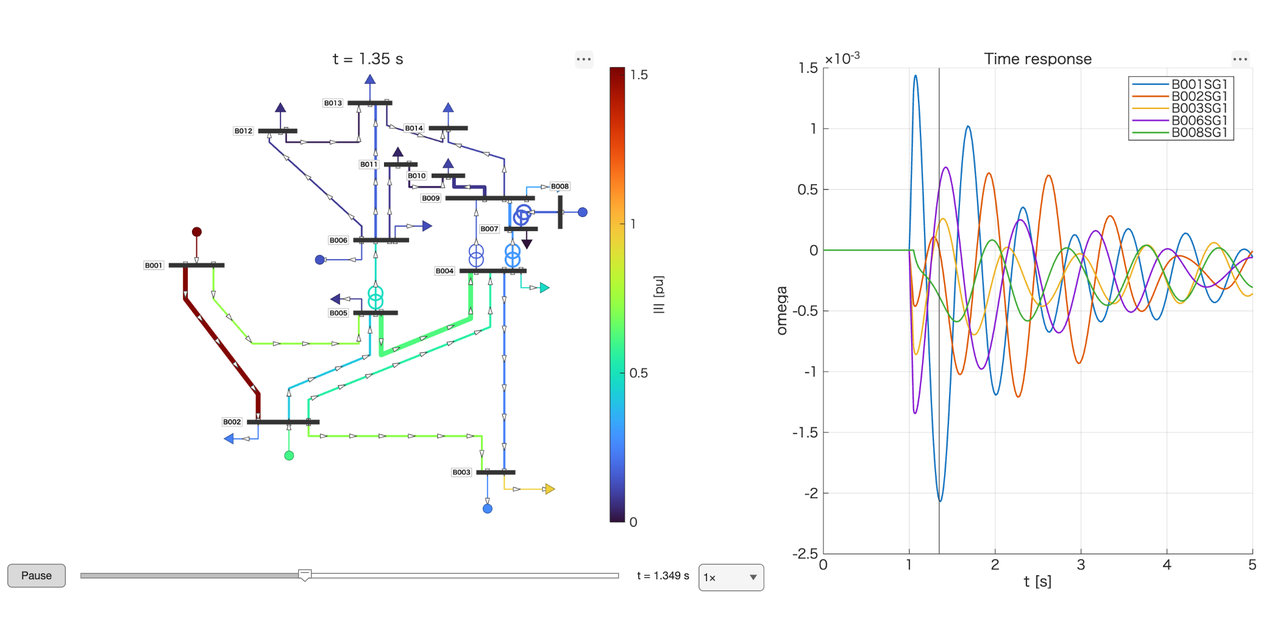 t = 1.35 s
B013
B012
B014
B011
B010
B008
B009
B007
B006
B001
B004
B005
B002
B003
1.5
1
0.5
0
|I| [pu]
Pause
t = 1.349 s
1×
Time response
×10⁻³
1.5
1
0.5
0
-0.5
-1
-1.5
-2
-2.5
omega
0
1
2
3
4
5
t [s]
B001SG1
B002SG1
B003SG1
B006SG1
B008SG1